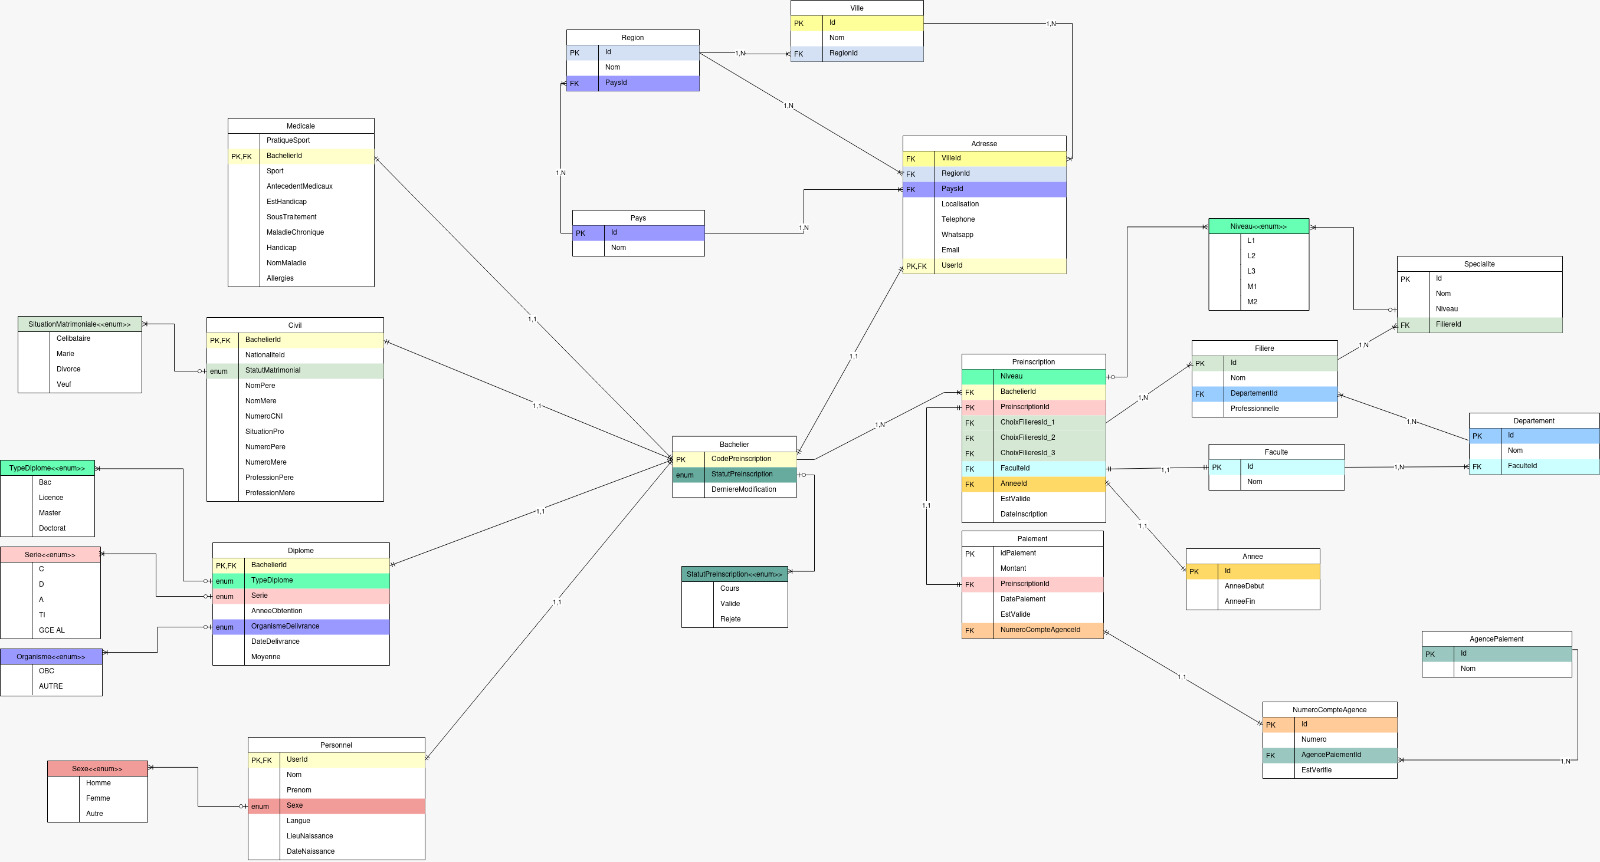 Ville
PK Id
Nom
FK RegionId
1,N
Region
PK Id
Nom
FK PaysId
1,N
1,N
1,N
Pays
PK Id
Nom
1,N
Adresse
FK VilleId
FK RegionId
FK PaysId
Localisation
Telephone
Whatsapp
Email
PK,FK UserId
Medicale
PratiqueSport
PK,FK BachelierId
Sport
AntecedentMedicaux
EstHandicap
SousTraitement
MaladieChronique
Handicap
NomMaladie
Allergies
1,1
SituationMatrimoniale<<enum>>
Celibataire
Marie
Divorce
Veuf
Civil
PK,FK BachelierId
NationaliteId
enum StatutMatrimonial
NomPere
NomMere
NumeroCNI
SituationPro
NumeroPere
NumeroMere
ProfessionPere
ProfessionMere
1,1
1,1
Niveau<<enum>>
L1
L2
L3
M1
M2
Specialite
PK Id
Nom
Niveau
FK FiliereId
1,N
Filiere
PK Id
Nom
FK DepartementId
Professionnelle
1,N
1,N
Departement
PK Id
Nom
FK FaculteId
Faculte
PK Id
Nom
1,1
1,N
Preinscription
Niveau
FK BachelierId
PK PreinscriptionId
FK ChoixFilieresId_1
FK ChoixFilieresId_2
FK ChoixFilieresId_3
FK FaculteId
FK AnneeId
EstValide
DateInscription
1,N
1,1
1,1
Bachelier
PK CodePreinscription
enum StatutPreinscription
DerniereModification
StatutPreinscription<<enum>>
Cours
Valide
Rejete
TypeDiplome<<enum>>
Bac
Licence
Master
Doctorat
Serie<<enum>>
C
D
A
TI
GCE AL
Organisme<<enum>>
OBC
AUTRE
Diplome
PK,FK BachelierId
enum TypeDiplome
enum Serie
AnneeObtention
enum OrganismeDelivrance
DateDelivrance
Moyenne
1,1
1,1
Paiement
PK idPaiement
Montant
FK PreinscriptionId
DatePaiement
EstValide
FK NumeroCompteAgenceId
Annee
PK Id
AnneeDebut
AnneeFin
1,1
AgencePaiement
PK Id
Nom
NumeroCompteAgence
PK Id
Numero
FK AgencePaiementId
EstVerifie
1,N
Sexe<<enum>>
Homme
Femme
Autre
Personnel
PK,FK UserId
Nom
Prenom
enum Sexe
Langue
LieuNaissance
DateNaissance